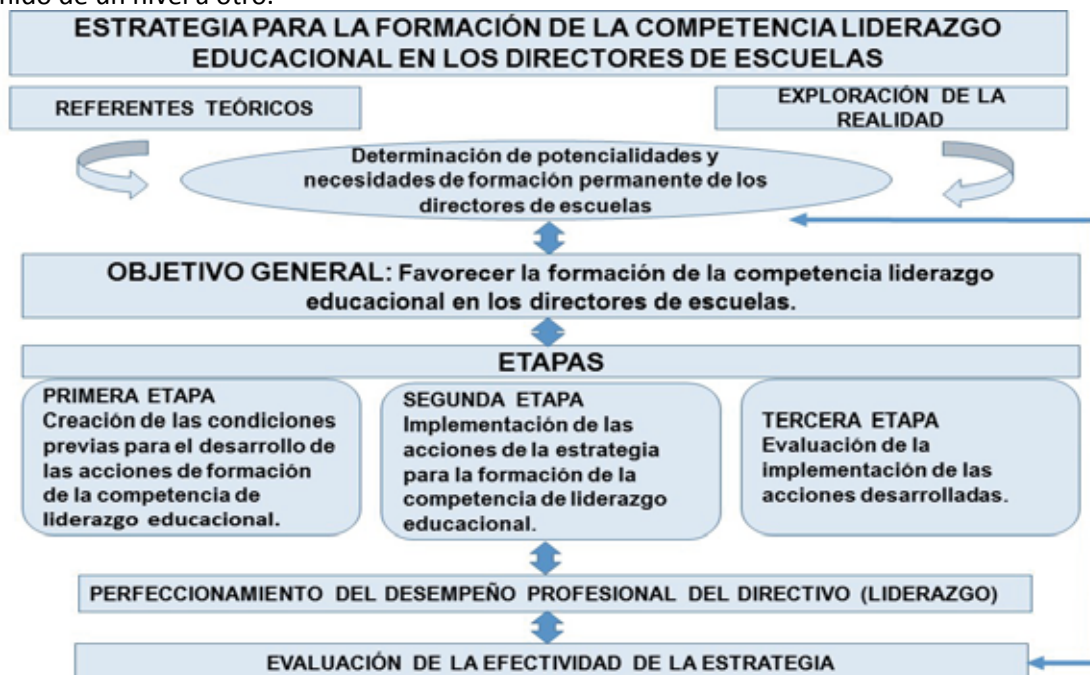 ESTRATEGIA PARA LA FORMACIÓN DE LA COMPETENCIA LIDERAZGO
EDUCACIONAL EN LOS DIRECTORES DE ESCUELAS
REFERENTES TEÓRICOS
EXPLORACIÓN DE LA
REALIDAD
Determinación de potencialidades y
necesidades de formación permanente de los
directores de escuelas
OBJETIVO GENERAL: Favorecer la formación de la competencia liderazgo
educacional en los directores de escuelas.
ETAPAS
PRIMERA ETAPA
Creación de las condiciones
previas para el desarrollo de
las acciones de formación
de la competencia de
liderazgo educacional.
SEGUNDA ETAPA
Implementación de las
acciones de la estrategia
para la formación de la
competencia de liderazgo
educacional.
TERCERA ETAPA
Evaluación de la
implementación de las
acciones desarrolladas.
PERFECCIONAMIENTO DEL DESEMPEÑO PROFESIONAL DEL DIRECTIVO (LIDERAZGO)
EVALUACIÓN DE LA EFECTIVIDAD DE LA ESTRATEGIA